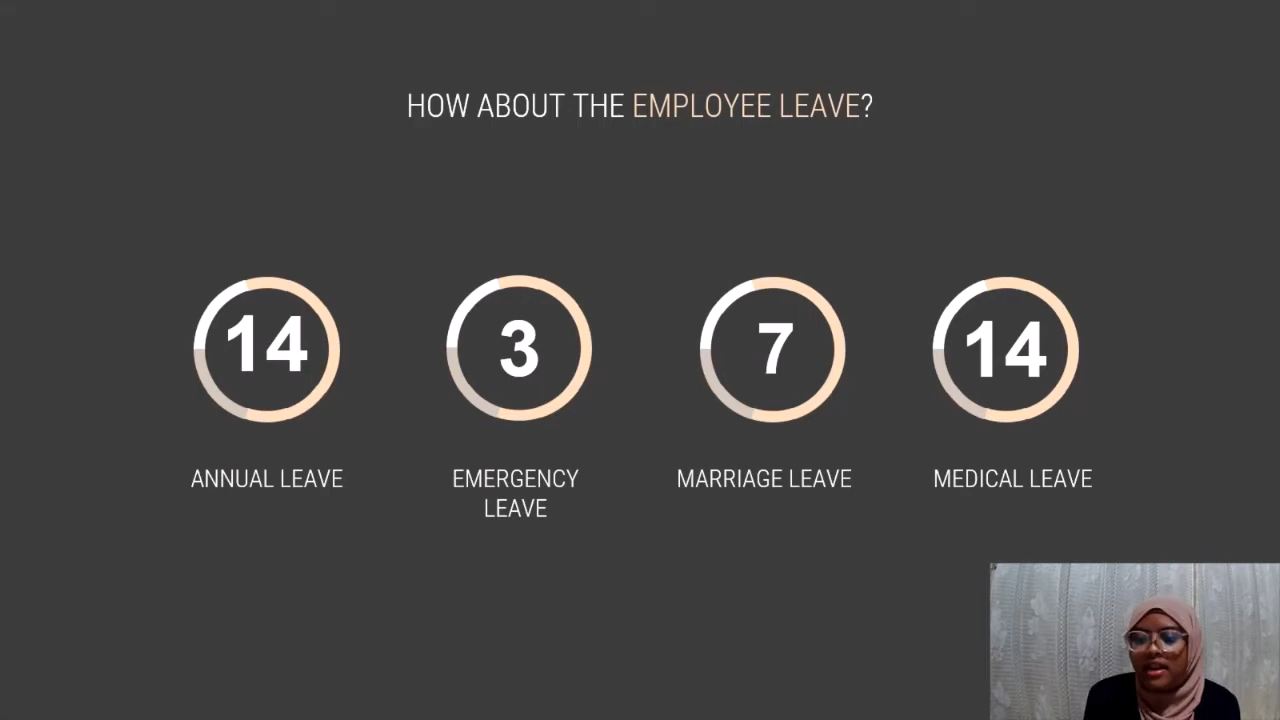 HOW ABOUT THE EMPLOYEE LEAVE?
14
3
7
14
ANNUAL LEAVE
EMERGENCY
LEAVE
MARRIAGE LEAVE
MEDICAL LEAVE